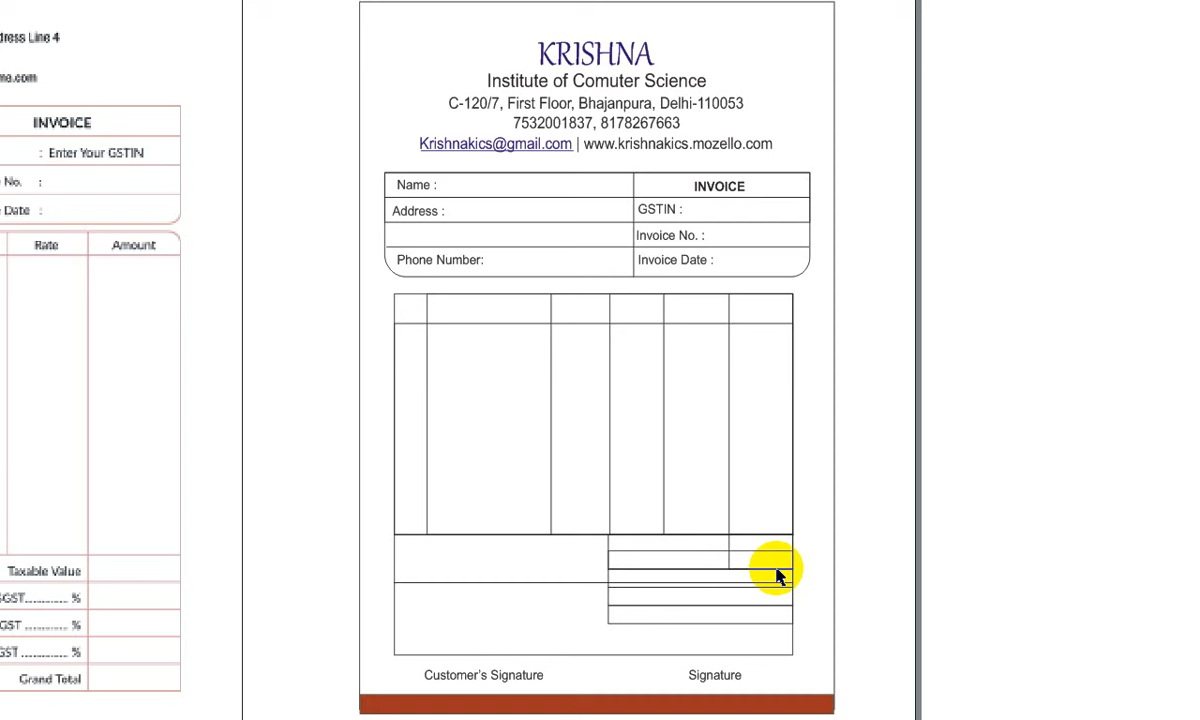 dress Line 4
me.com
INVOICE
: Enter Your GSTIN
No. :
Date :
Rate Amount
Taxable Value
GST............. %
GST ............. %
GST ............. %
Grand Total
KRISHNA
Institute of Comuter Science
C-120/7, First Floor, Bhajanpura, Delhi-110053
7532001837, 8178267663
Krishnakics@gmail.com | www.krishnakics.mozello.com
Name :
INVOICE
Address :
GSTIN :
Invoice No. :
Phone Number:
Invoice Date :
Customer's Signature
Signature